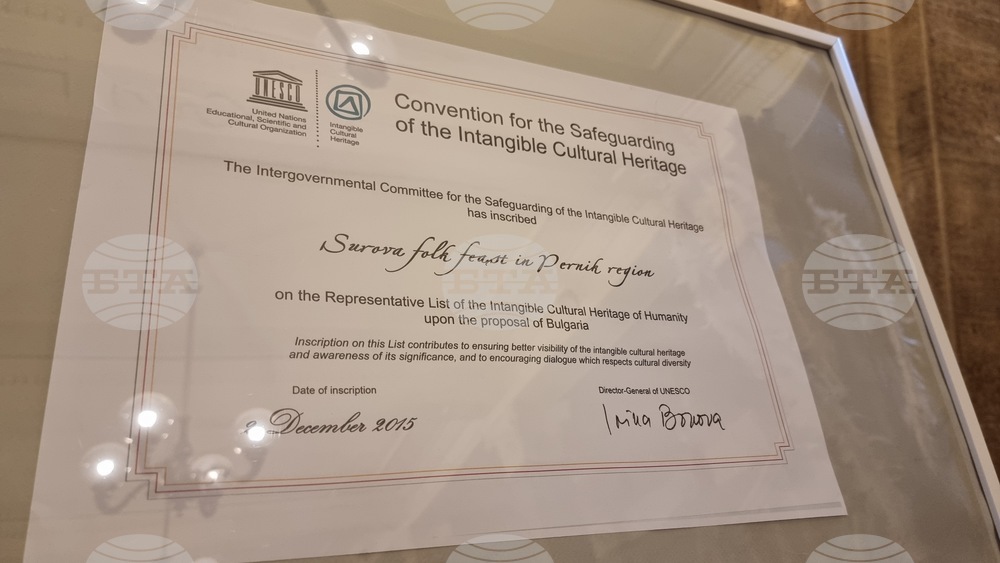 UNESCO
United Nations
Educational, Scientific and
Cultural Organization
Intangible
Cultural
Heritage
Convention for the Safeguarding
of the Intangible Cultural Heritage
The Intergovernmental Committee for the Safeguarding of the Intangible Cultural Heritage
has inscribed
Surova folk feast in Pernik region
on the Representative List of the Intangible Cultural Heritage of Humanity
upon the proposal of Bulgaria
Inscription on this List contributes to ensuring better visibility of the intangible cultural heritage
and awareness of its significance, and to encouraging dialogue which respects cultural diversity
Date of inscription
2 December 2015
Director-General of UNESCO
Irina Bokova
БТА
БТА
БТА